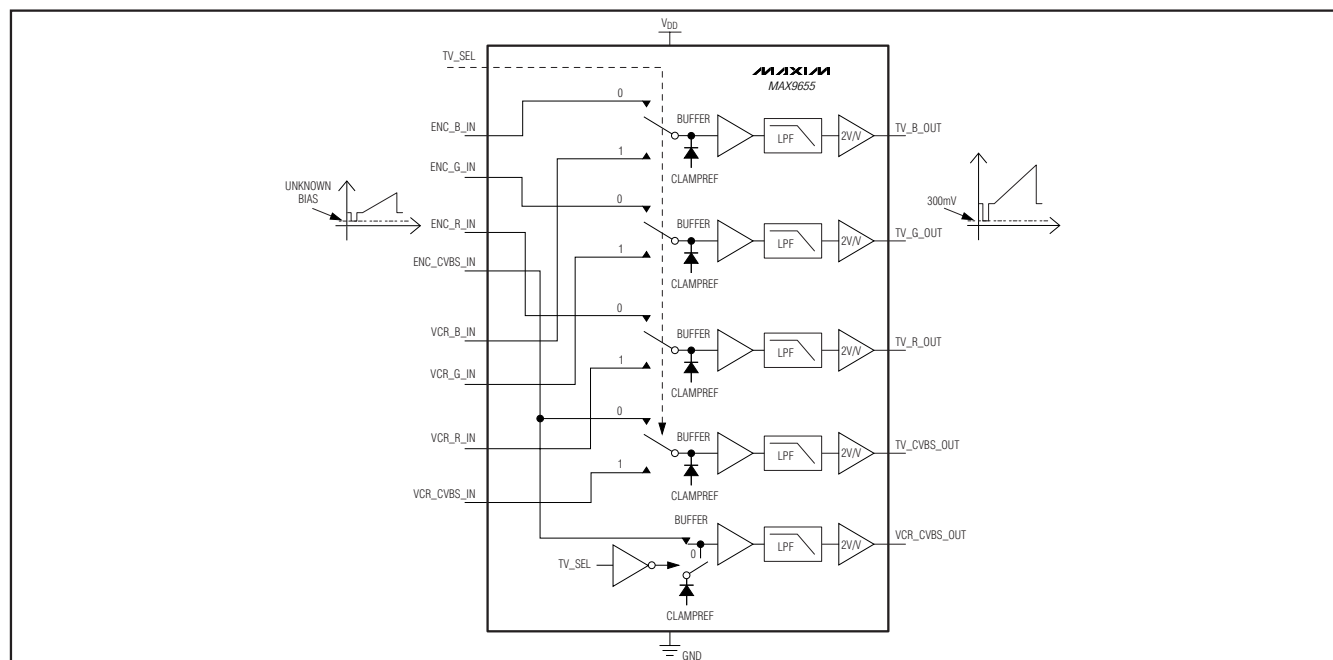 VDD
TV_SEL
MAXIM
MAX9655
0
ENC_B_IN
BUFFER
LPF
2V/V
TV_B_OUT
1
CLAMPREF
ENC_G_IN
UNKNOWN
BIAS
0
BUFFER
300mV
ENC_R_IN
LPF
2V/V
TV_G_OUT
1
ENC_CVBS_IN
CLAMPREF
0
VCR_B_IN
BUFFER
LPF
2V/V
TV_R_OUT
1
VCR_G_IN
CLAMPREF
0
VCR_R_IN
BUFFER
LPF
2V/V
TV_CVBS_OUT
1
VCR_CVBS_IN
CLAMPREF
BUFFER
LPF
2V/V
VCR_CVBS_OUT
0
TV_SEL
CLAMPREF
GND